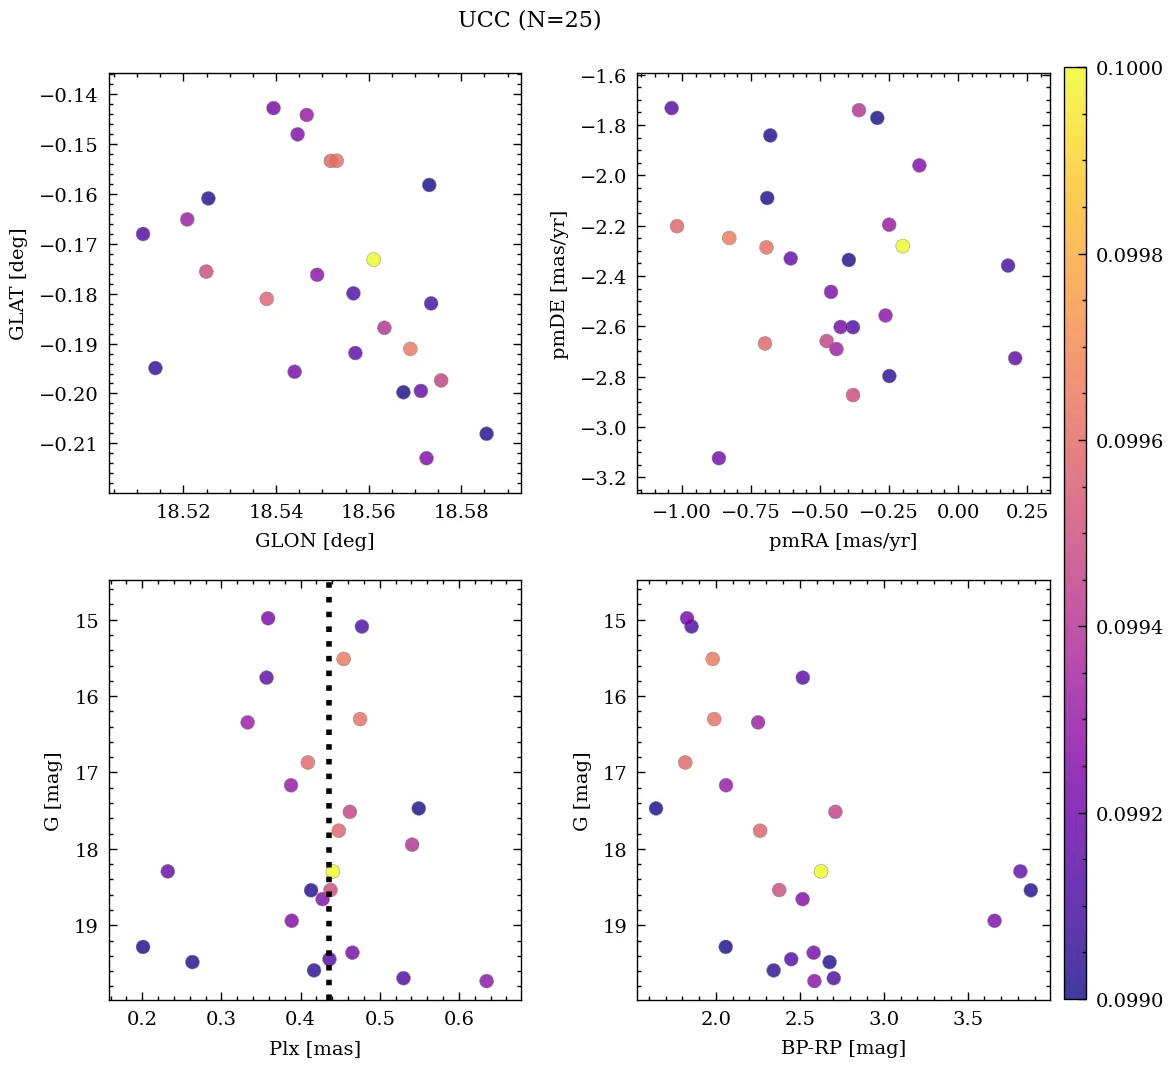 UCC (N=25)
−0.14
−0.15
−0.16
−0.17
−0.18
−0.19
−0.20
−0.21
GLAT [deg]
18.52 18.54 18.56 18.58
GLON [deg]
−1.6
−1.8
−2.0
−2.2
−2.4
−2.6
−2.8
−3.0
−3.2
pmDE [mas/yr]
−1.00 −0.75 −0.50 −0.25 0.00 0.25
pmRA [mas/yr]
15
16
17
18
19
G [mag]
0.2 0.3 0.4 0.5 0.6
Plx [mas]
15
16
17
18
19
G [mag]
2.0 2.5 3.0 3.5
BP-RP [mag]
0.1000
0.0998
0.0996
0.0994
0.0992
0.0990